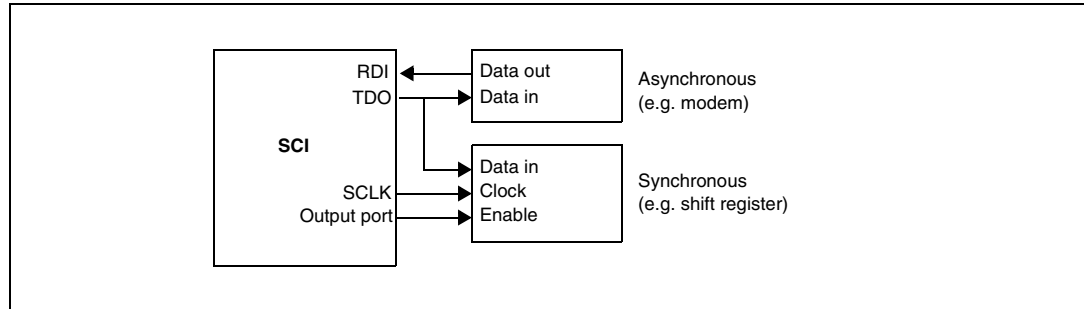 RDI
TDO
SCI
SCLK
Output port
Data out
Data in
Asynchronous
(e.g. modem)
Data in
Clock
Enable
Synchronous
(e.g. shift register)